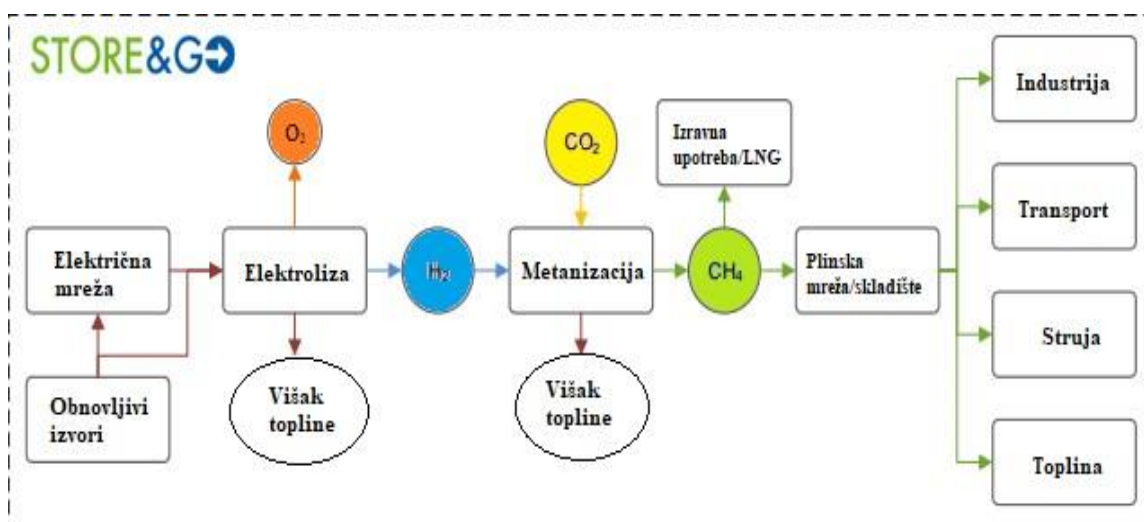 STORE&GO
Industrija
O₂
CO₂
Izravna
upotreba/LNG
Transport
Električna
mreža
Elektroliza
H₂
Metanizacija
CH₄
Plinska
mreža/skladište
Struja
Obnovljivi
izvori
Višak
topline
Višak
topline
Toplina